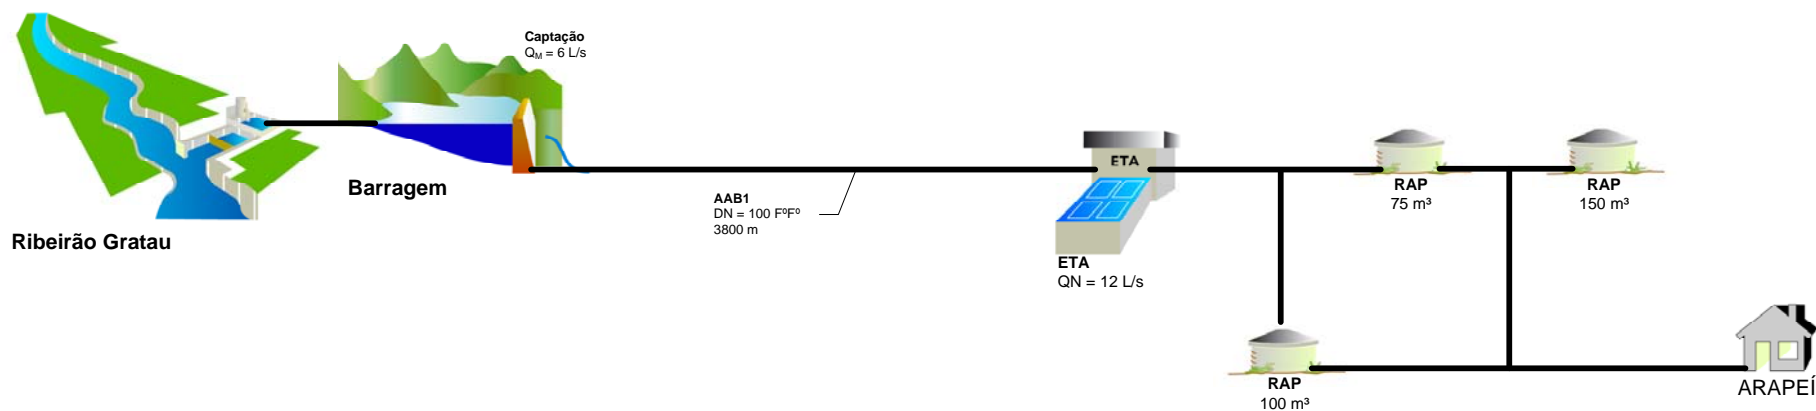 Captação
QM = 6 L/s
Barragem
Ribeirão Gratau
AAB1
DN = 100 FºFº
3800 m
ETA
ETA
QN = 12 L/s
RAP
75 m³
RAP
150 m³
RAP
100 m³
ARAPEÍ